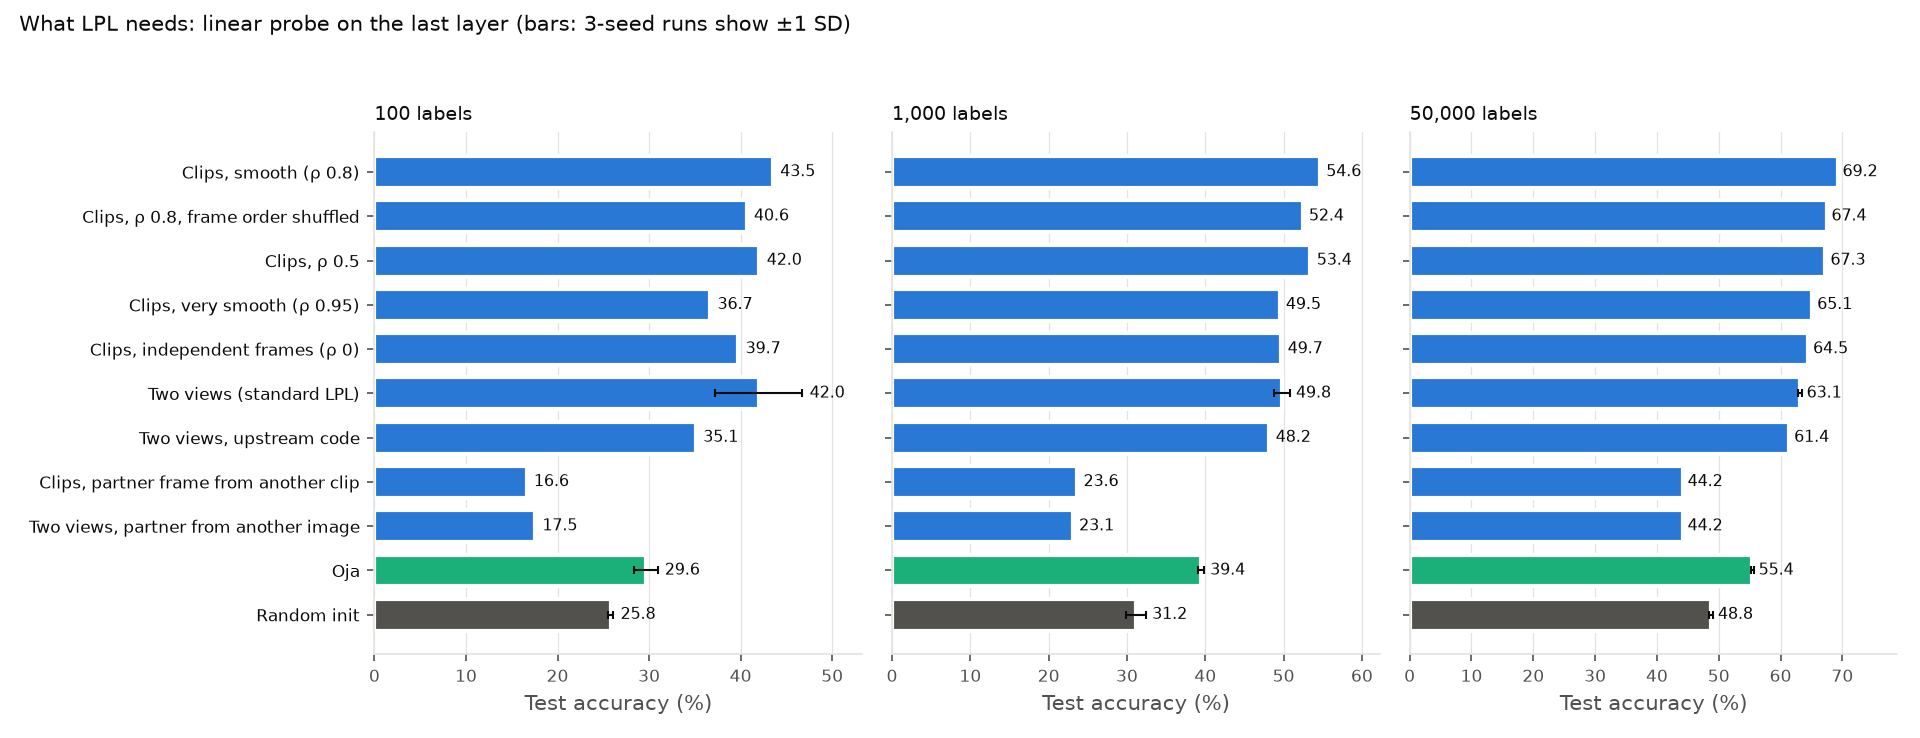 What LPL needs: linear probe on the last layer (bars: 3-seed runs show ±1 SD)
100 labels
1,000 labels
50,000 labels
Clips, smooth (ρ 0.8) 43.5 54.6 69.2
Clips, ρ 0.8, frame order shuffled 40.6 52.4 67.4
Clips, ρ 0.5 42.0 53.4 67.3
Clips, very smooth (ρ 0.95) 36.7 49.5 65.1
Clips, independent frames (ρ 0) 39.7 49.7 64.5
Two views (standard LPL) 42.0 49.8 63.1
Two views, upstream code 35.1 48.2 61.4
Clips, partner frame from another clip 16.6 23.6 44.2
Two views, partner from another image 17.5 23.1 44.2
Oja 29.6 39.4 55.4
Random init 25.8 31.2 48.8
0 10 20 30 40 50 0 10 20 30 40 50 60 0 10 20 30 40 50 60 70
Test accuracy (%) Test accuracy (%) Test accuracy (%)